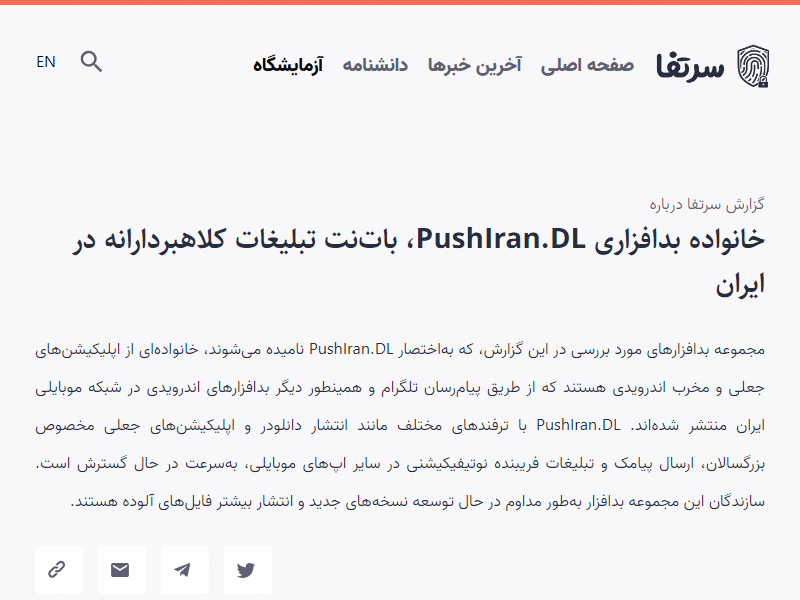 سرتفا
صفحه اصلی
آخرین خبرها
دانشنامه
آزمایشگاه
EN
گزارش سرتفا درباره
خانواده بدافزاری PushIran.DL، بات‌نت تبلیغات کلاهبردارانه در
ایران
مجموعه بدافزارهای مورد بررسی در این گزارش، که به‌اختصار PushIran.DL نامیده می‌شوند، خانواده‌ای از اپلیکیشن‌های
جعلی و مخرب اندرویدی هستند که از طریق پیام‌رسان تلگرام و همینطور دیگر بدافزارهای اندرویدی در شبکه موبایلی
ایران منتشر شده‌اند. PushIran.DL با ترفندهای مختلف مانند انتشار دانلودر و اپلیکیشن‌های جعلی مخصوص
بزرگسالان، ارسال پیامک و تبلیغات فریبنده نوتیفیکیشنی در سایر اپ‌های موبایلی، به‌سرعت در حال گسترش است.
سازندگان این مجموعه بدافزار به‌طور مداوم در حال توسعه نسخه‌های جدید و انتشار بیشتر فایل‌های آلوده هستند.